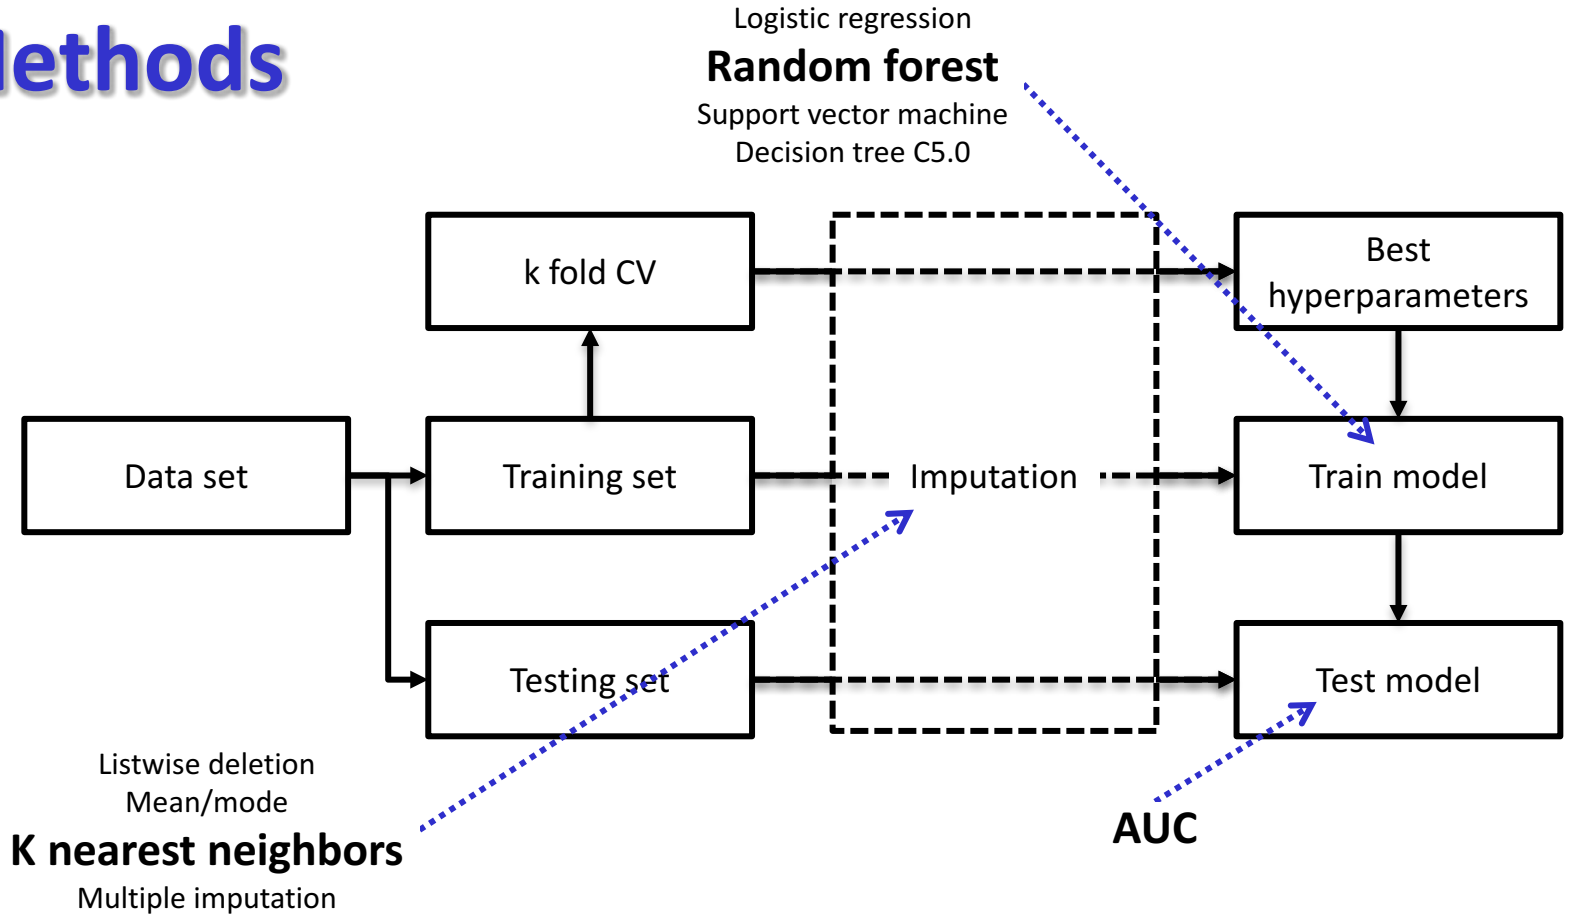 Methods
Logistic regression
Random forest
Support vector machine
Decision tree C5.0
k fold CV
Best
hyperparameters
Data set
Training set
Imputation
Train model
Testing set
Test model
Listwise deletion
Mean/mode
K nearest neighbors
Multiple imputation
AUC